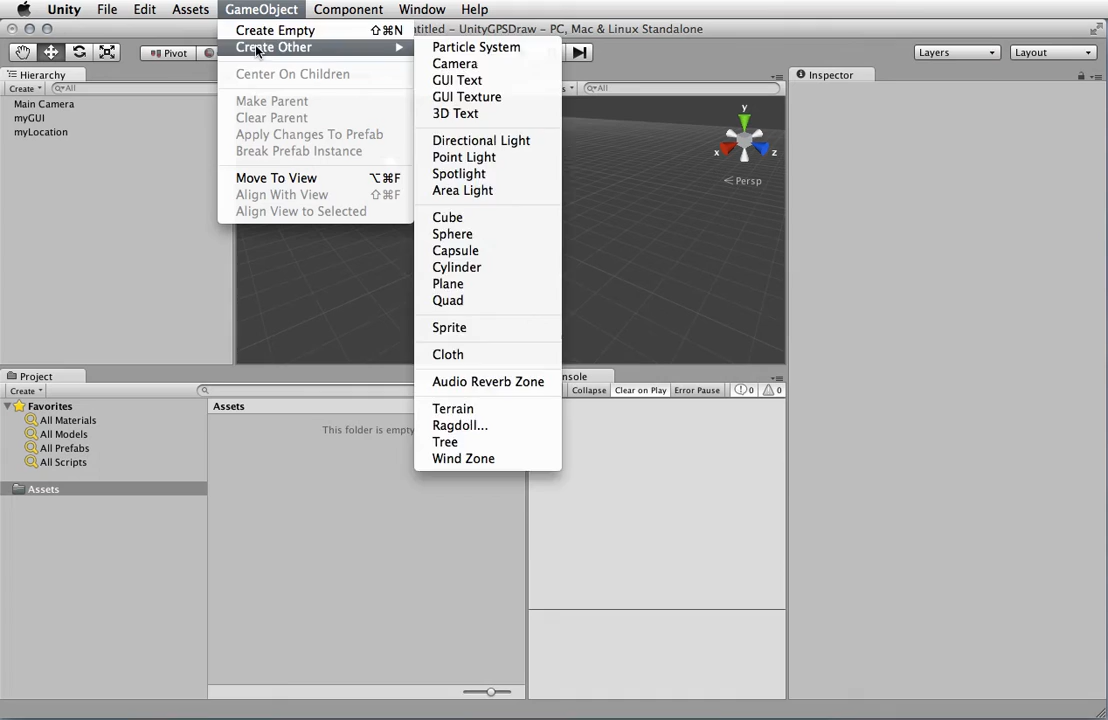 Unity File Edit Assets GameObject Component Window Help
ntitled - UnityGPSDraw - PC, Mac & Linux Standalone
Pivot
Layers
Layout
Create Empty ⇧⌘N
Create Other ▶
Center On Children
Make Parent
Clear Parent
Apply Changes To Prefab
Break Prefab Instance
Move To View ⌥⌘F
Align With View ⇧⌘F
Align View to Selected
Particle System
Camera
GUI Text
GUI Texture
3D Text
Directional Light
Point Light
Spotlight
Area Light
Cube
Sphere
Capsule
Cylinder
Plane
Quad
Sprite
Cloth
Audio Reverb Zone
Terrain
Ragdoll...
Tree
Wind Zone
Hierarchy
Create All
Main Camera
myGUI
myLocation
All
y
x
z
Persp
Inspector
Project
Create
Favorites
All Materials
All Models
All Prefabs
All Scripts
Assets
Assets
This folder is empty
nsole
Collapse Clear on Play Error Pause 0 0